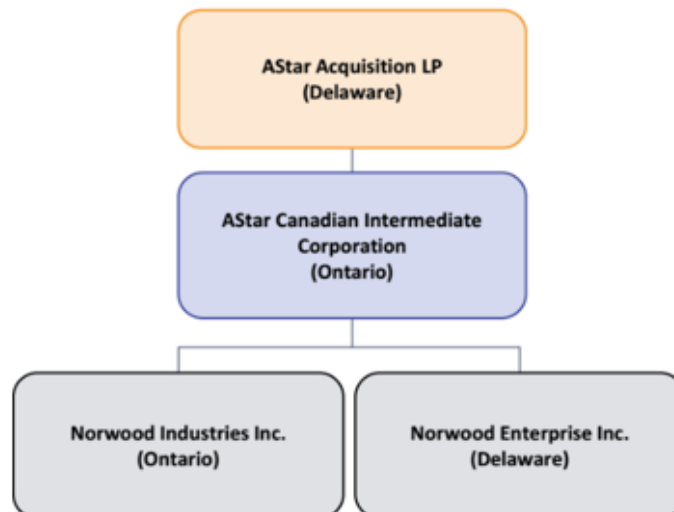 AStar Acquisition LP
(Delaware)
AStar Canadian Intermediate
Corporation
(Ontario)
Norwood Industries Inc.
(Ontario)
Norwood Enterprise Inc.
(Delaware)